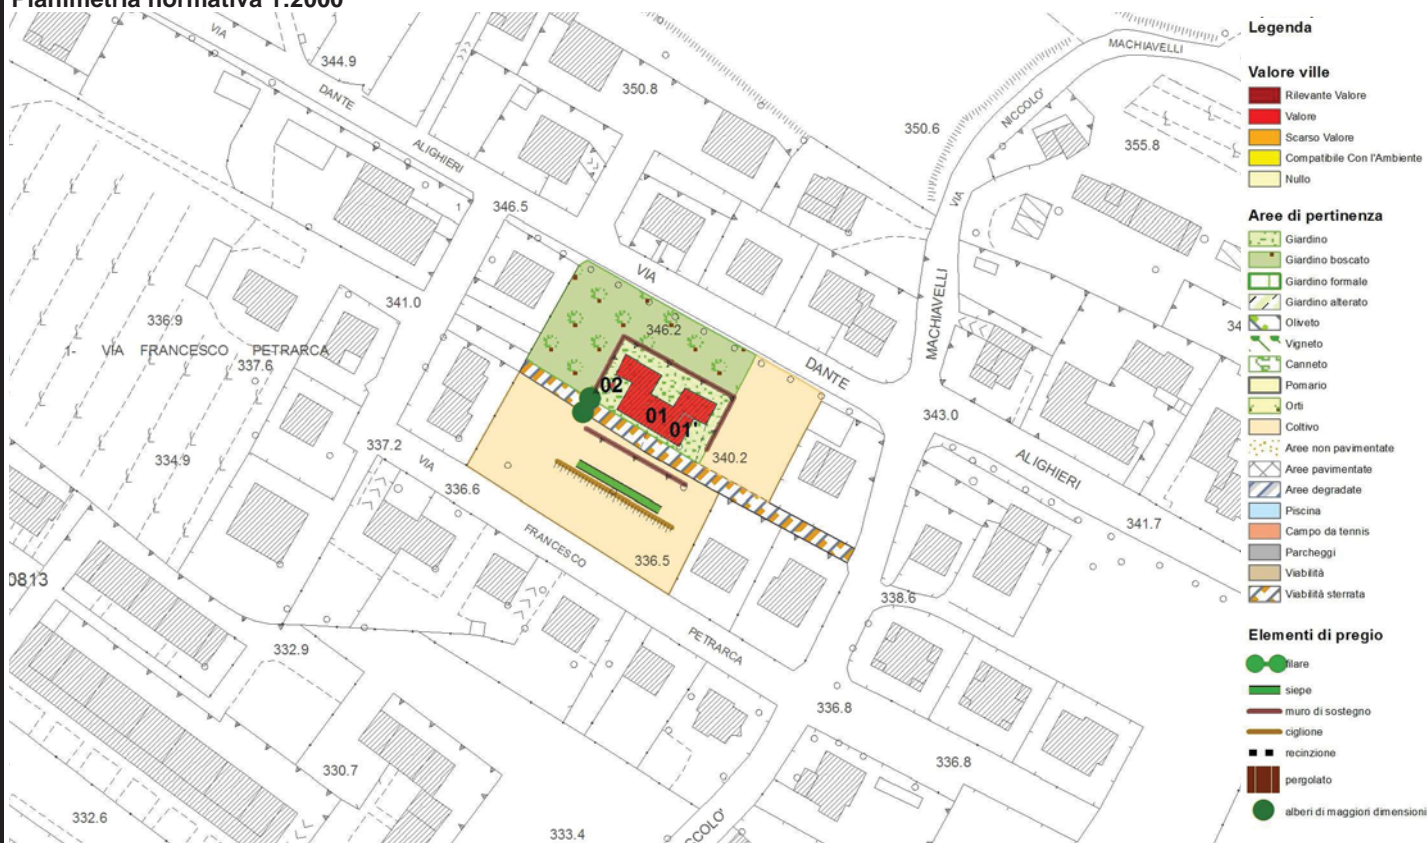 Planimetria normativa 1:2000
VIA
344.9
DANTE
ALIGHIERI
350.8
350.6
MACHIAVELLI
NICCOLO'
355.8
VIA
346.5
1
341.0
336.9
1- VIA FRANCESCO PETRARCA
337.6
VIA
346.2
DANTE
MACHIAVELLI
34
02
01
01'
340.2
343.0
ALIGHIERI
341.7
337.2
334.9
VIA
336.6
FRANCESCO
336.5
PETRARCA
338.6
0813
332.9
336.8
336.8
330.7
332.6
333.4
CCOLO'
Legenda
Valore ville
Rilevante Valore
Valore
Scarso Valore
Compatibile Con l'Ambiente
Nullo
Aree di pertinenza
Giardino
Giardino boscato
Giardino formale
Giardino alterato
Oliveto
Vigneto
Canneto
Pomario
Orti
Coltivo
Aree non pavimentate
Aree pavimentate
Aree degradate
Piscina
Campo da tennis
Parcheggi
Viabilità
Viabilità sterrata
Elementi di pregio
filare
siepe
muro di sostegno
ciglione
recinzione
pergolato
alberi di maggiori dimensioni